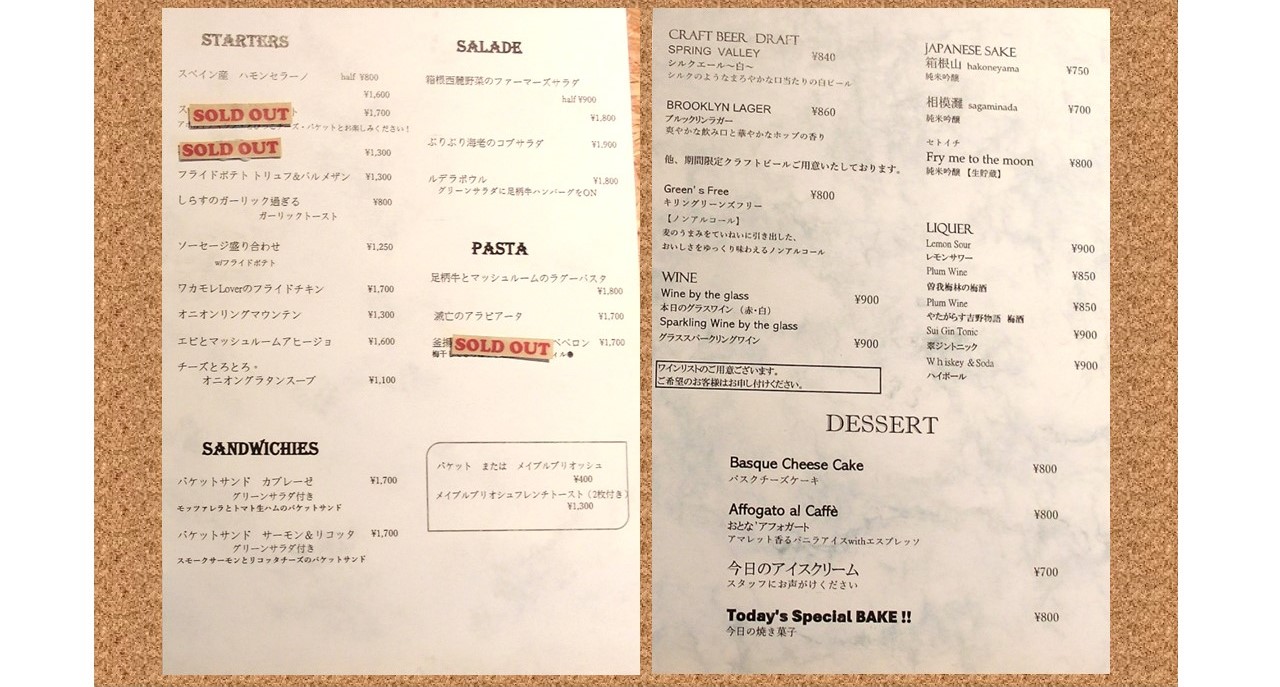 STARTERS
スペイン産 ハモンセラーノ half ¥800
¥1,600
SOLD OUT
¥1,700
ズ・バケットとお楽しみください!
SOLD OUT
¥1,300
フライドポテト トリュフ&パルメザン ¥1,300
しらすのガーリック過ぎる ¥800
ガーリックトースト
ソーセージ盛り合わせ ¥1,250
w/フライドポテト
ワカモレLoverのフライドチキン ¥1,700
オニオンリングマウンテン ¥1,300
エビとマッシュルームアヒージョ ¥1,600
チーズとろとろ・
オニオングラタンスープ ¥1,100
SANDWICHIES
バケットサンド カプレーゼ ¥1,700
グリーンサラダ付き
モッツァレラとトマト生ハムのバケットサンド
バケットサンド サーモン&リコッタ ¥1,700
グリーンサラダ付き
スモークサーモンとリコッタチーズのバケットサンド
SALADE
箱根西麓野菜のファーマーズサラダ
half ¥900
¥1,800
ぷりぷり海老のコブサラダ ¥1,900
ルデラボウル ¥1,800
グリーンサラダに足柄牛ハンバーグをON
PASTA
足柄牛とマッシュルームのラグーパスタ
¥1,800
滅亡のアラビアータ ¥1,700
釜揚 SOLD OUT ペペロン ¥1,700
梅干 イル●
バケット または メイプルブリオッシュ
¥400
メイプルブリオシュフレンチトースト(2枚付き)
¥1,300
CRAFT BEER DRAFT
SPRING VALLEY ¥840
シルクエール〜白〜
シルクのようなまろやかな口当たりの白ビール
BROOKLYN LAGER ¥860
ブルックリンラガー
爽やかな飲み口と華やかなホップの香り
他、期間限定クラフトビールご用意いたしております。
Green's Free ¥800
キリングリーンズフリー
【ノンアルコール】
麦のうまみをていねいに引き出した、
おいしさをゆっくり味わえるノンアルコール
WINE
Wine by the glass ¥900
本日のグラスワイン (赤・白)
Sparkling Wine by the glass
グラススパークリングワイン ¥900
ワインリストのご用意ございます。
ご希望のお客様はお申し付けください。
JAPANESE SAKE
箱根山 hakoneyama ¥750
純米吟醸
相模灘 sagaminada ¥700
純米吟醸
セトイチ
Fry me to the moon ¥800
純米吟醸 【生貯蔵】
LIQUER
Lemon Sour ¥900
レモンサワー
Plum Wine ¥850
曽我梅林の梅酒
Plum Wine ¥850
やたがらす吉野物語 梅酒
Sui Gin Tonic ¥900
翠ジントニック
Whiskey &Soda ¥900
ハイボール
DESSERT
Basque Cheese Cake ¥800
バスクチーズケーキ
Affogato al Caffè ¥800
おとな'アフォガート
アマレット香るバニラアイスwithエスプレッソ
今日のアイスクリーム ¥700
スタッフにお声がけください
Today's Special BAKE !! ¥800
今日の焼き菓子